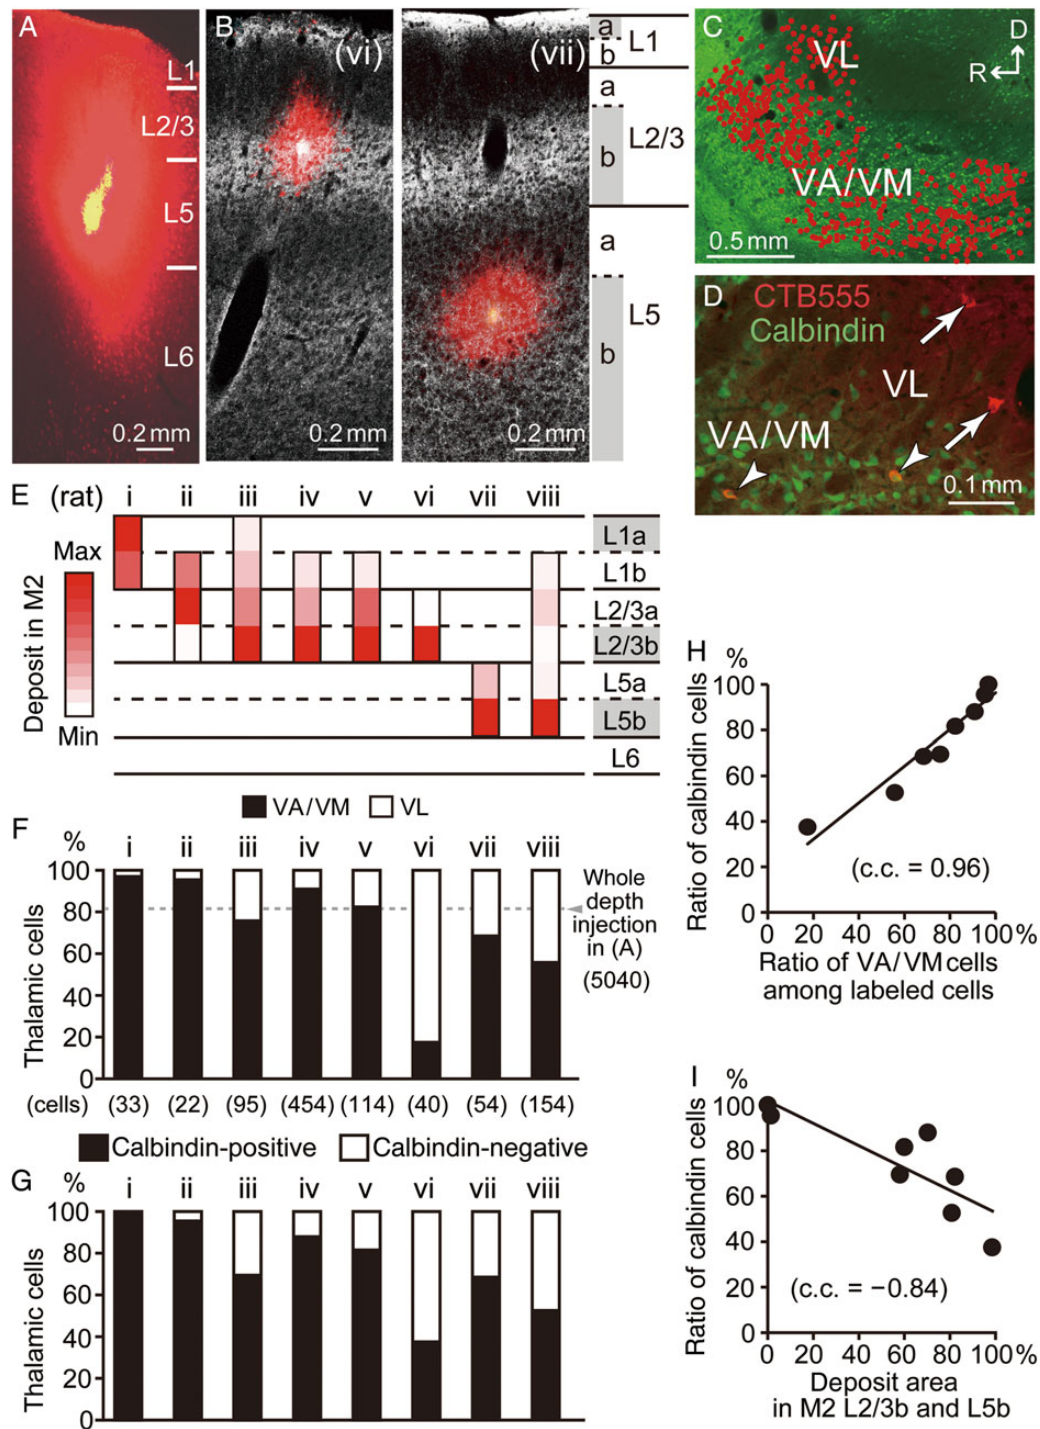 A
L1
L2/3
L5
L6
0.2 mm
B
(vi)
0.2 mm
(vii)
0.2 mm
a
b
L1
a
b
L2/3
a
b
L5
C
VL
D
R
VA/VM
0.5 mm
D
CTB555
Calbindin
VL
VA/VM
0.1 mm
E
(rat) i ii iii iv v vi vii viii
Max
Deposit in M2
Min
L1a
L1b
L2/3a
L2/3b
L5a
L5b
L6
VA/VM VL
F
%
i ii iii iv v vi vii viii
100
80
60
40
20
0
Thalamic cells
Whole
depth
injection
in (A)
(5040)
(cells) (33) (22) (95) (454) (114) (40) (54) (154)
Calbindin-positive Calbindin-negative
G
%
i ii iii iv v vi vii viii
100
80
60
40
20
0
Thalamic cells
H
%
100
80
60
40
20
0
Ratio of calbindin cells
(c.c. = 0.96)
0 20 40 60 80 100%
Ratio of VA/VM cells
among labeled cells
I
%
100
80
60
40
20
0
Ratio of calbindin cells
(c.c. = −0.84)
0 20 40 60 80 100%
Deposit area
in M2 L2/3b and L5b